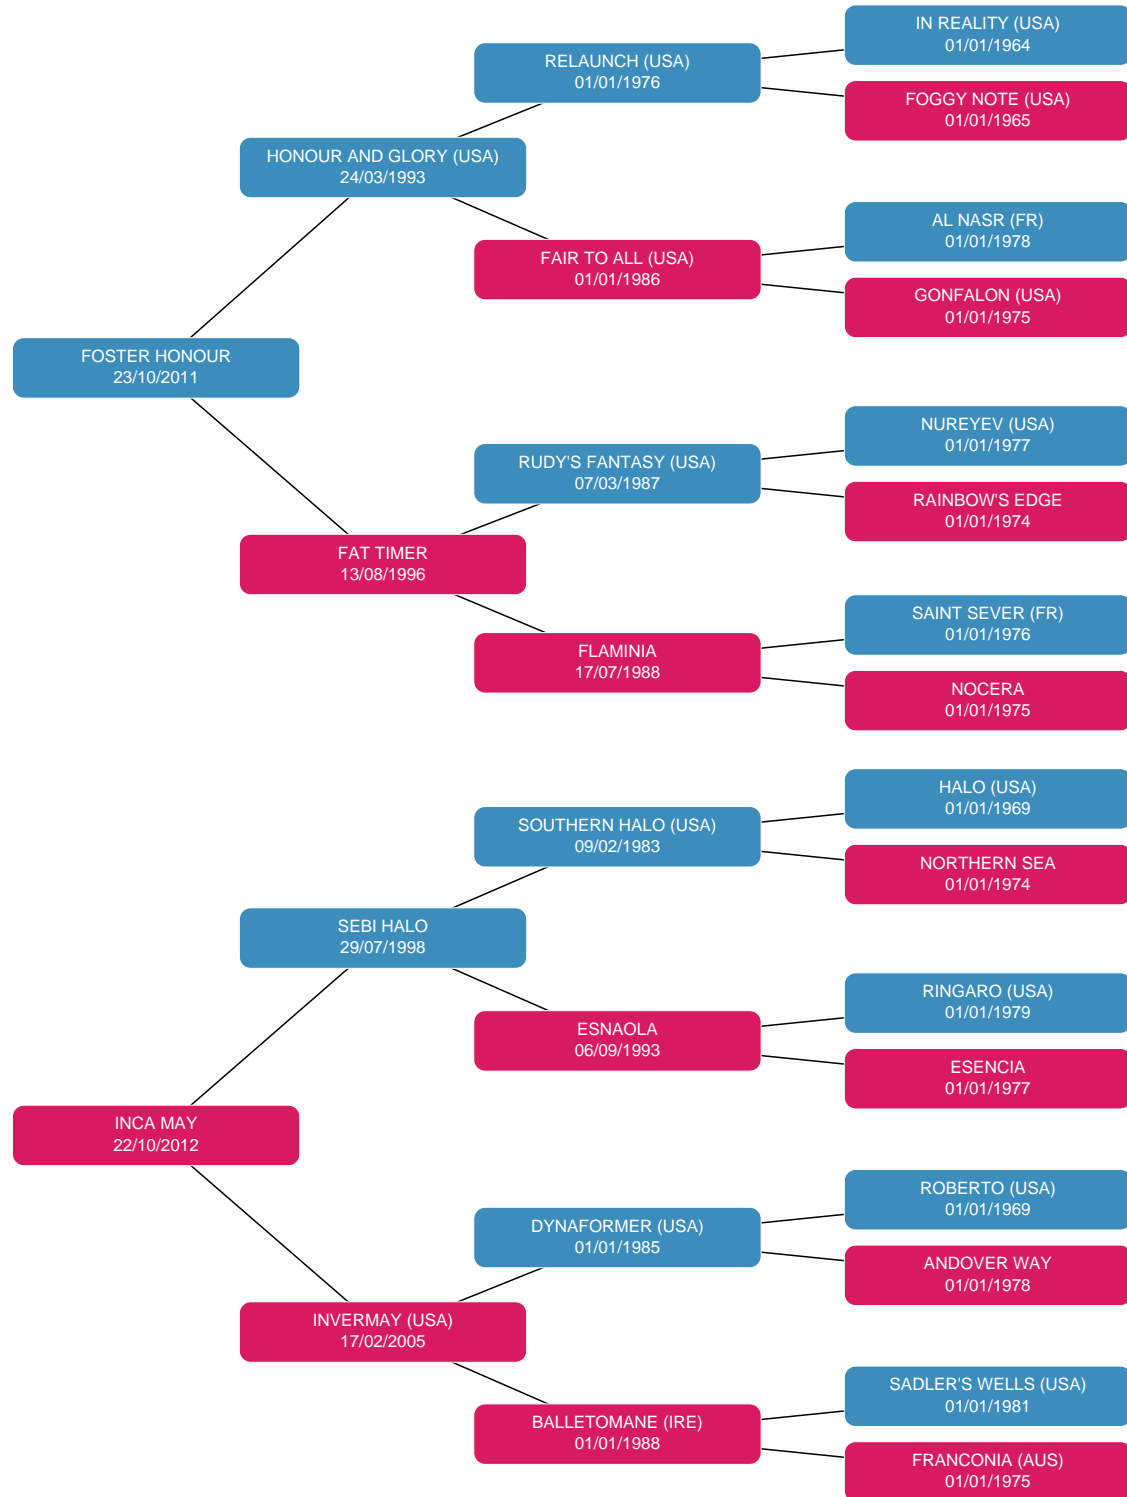 IN REALITY (USA)
01/01/1964
RELAUNCH (USA)
01/01/1976
FOGGY NOTE (USA)
01/01/1965
HONOUR AND GLORY (USA)
24/03/1993
AL NASR (FR)
01/01/1978
FAIR TO ALL (USA)
01/01/1986
GONFALON (USA)
01/01/1975
FOSTER HONOUR
23/10/2011
NUREYEV (USA)
01/01/1977
RUDY'S FANTASY (USA)
07/03/1987
RAINBOW'S EDGE
01/01/1974
FAT TIMER
13/08/1996
SAINT SEVER (FR)
01/01/1976
FLAMINIA
17/07/1988
NOCERA
01/01/1975
HALO (USA)
01/01/1969
SOUTHERN HALO (USA)
09/02/1983
NORTHERN SEA
01/01/1974
SEBI HALO
29/07/1998
RINGARO (USA)
01/01/1979
ESNAOLA
06/09/1993
ESENCIA
01/01/1977
INCA MAY
22/10/2012
ROBERTO (USA)
01/01/1969
DYNAFORMER (USA)
01/01/1985
ANDOVER WAY
01/01/1978
INVERMAY (USA)
17/02/2005
SADLER'S WELLS (USA)
01/01/1981
BALLETOMANE (IRE)
01/01/1988
FRANCONIA (AUS)
01/01/1975